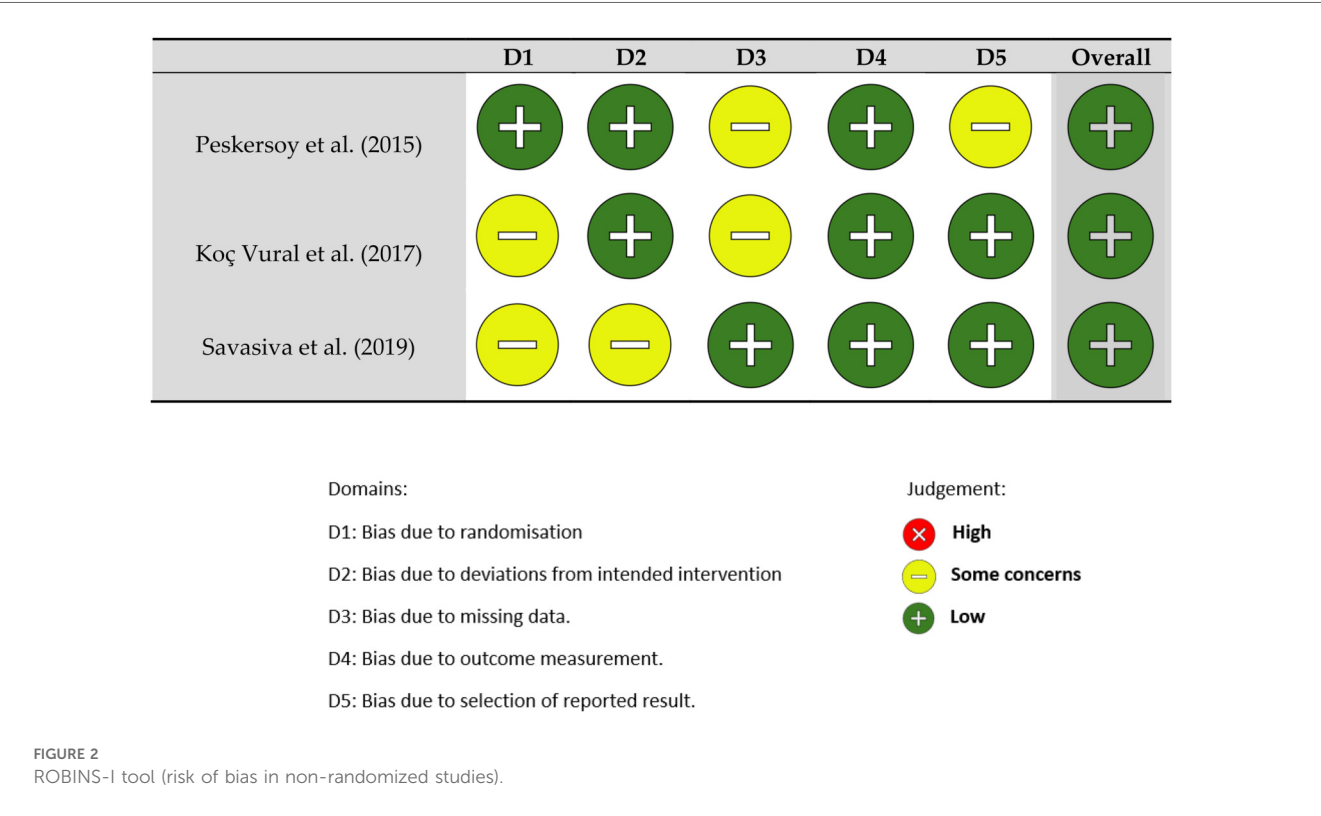 D1 D2 D3 D4 D5 Overall
Peskersoy et al. (2015)
Koç Vural et al. (2017)
Savasiva et al. (2019)
Domains:
D1: Bias due to randomisation
D2: Bias due to deviations from intended intervention
D3: Bias due to missing data.
D4: Bias due to outcome measurement.
D5: Bias due to selection of reported result.
Judgement:
High
Some concerns
Low
FIGURE 2
ROBINS-I tool (risk of bias in non-randomized studies).